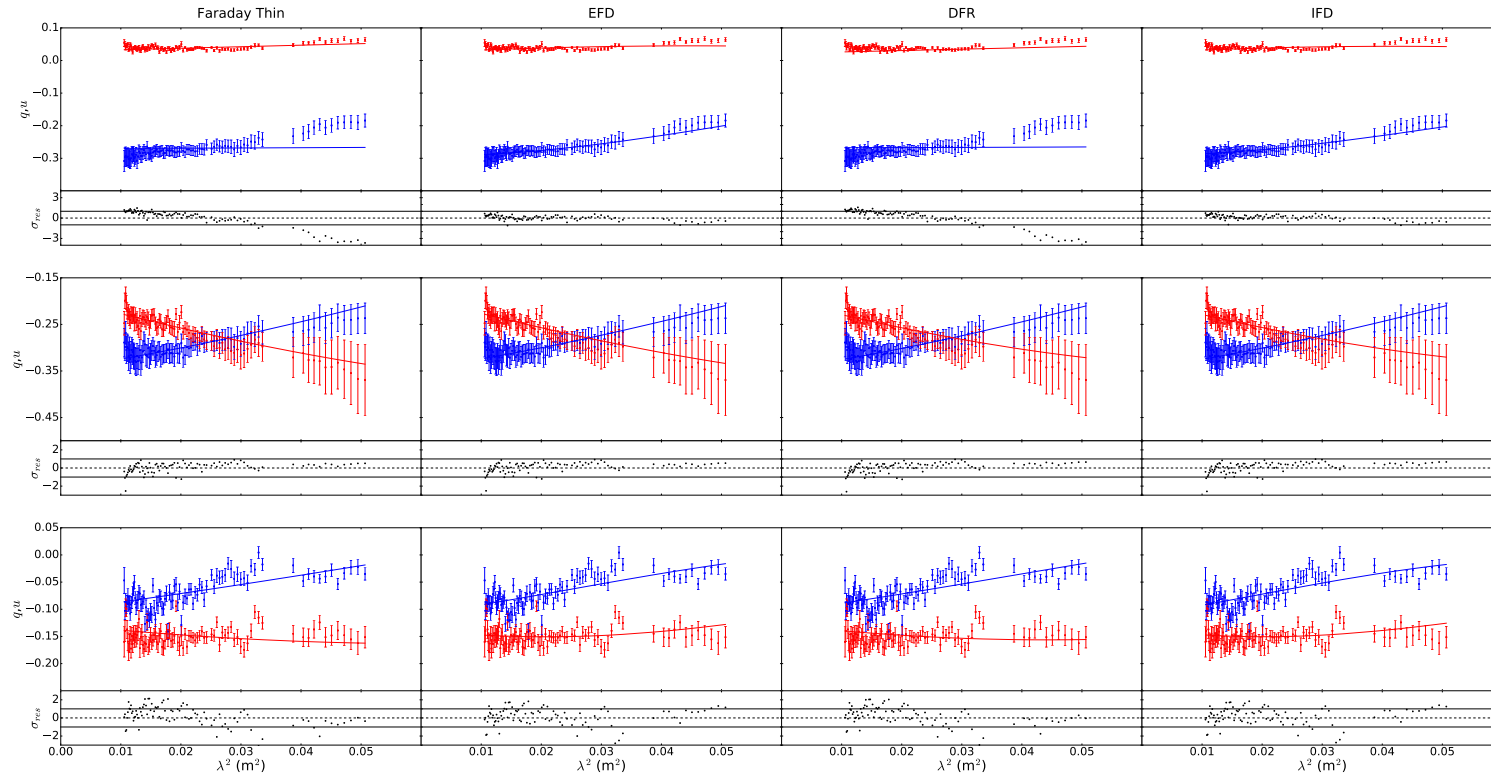 Faraday Thin EFD DFR IFD
0.1
0.0
−0.1
q,u
−0.2
−0.3
3
0
σres
−3
−0.15
−0.25
q,u
−0.35
−0.45
2
0
σres
−2
0.05
0.00
−0.05
q,u
−0.10
−0.15
−0.20
2
0
σres
−2
0.00 0.01 0.02 0.03 0.04 0.05 0.01 0.02 0.03 0.04 0.05 0.01 0.02 0.03 0.04 0.05 0.01 0.02 0.03 0.04 0.05
λ² (m²) λ² (m²) λ² (m²) λ² (m²)